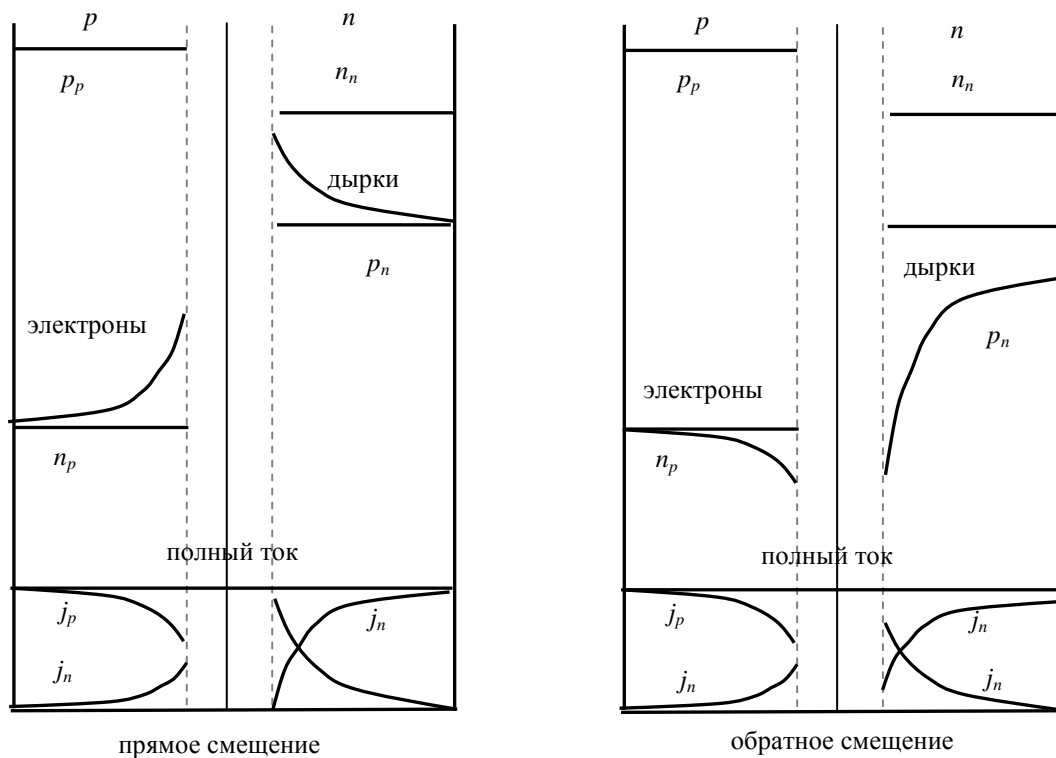 p
n
p_p
n_n
дырки
p_n
электроны
n_p
полный ток
j_p
j_n
j_n
прямое смещение
p
n
p_p
n_n
дырки
p_n
электроны
n_p
полный ток
j_p
j_n
j_n
j_n
обратное смещение